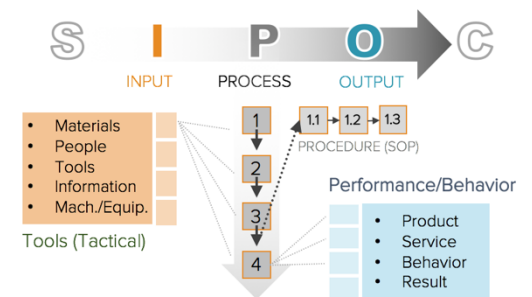 S I P O C
INPUT PROCESS OUTPUT
• Materials
• People
• Tools
• Information
• Mach./Equip.
Tools (Tactical)
1
2
3
4
1.1 1.2 1.3
PROCEDURE (SOP)
Performance/Behavior
• Product
• Service
• Behavior
• Result